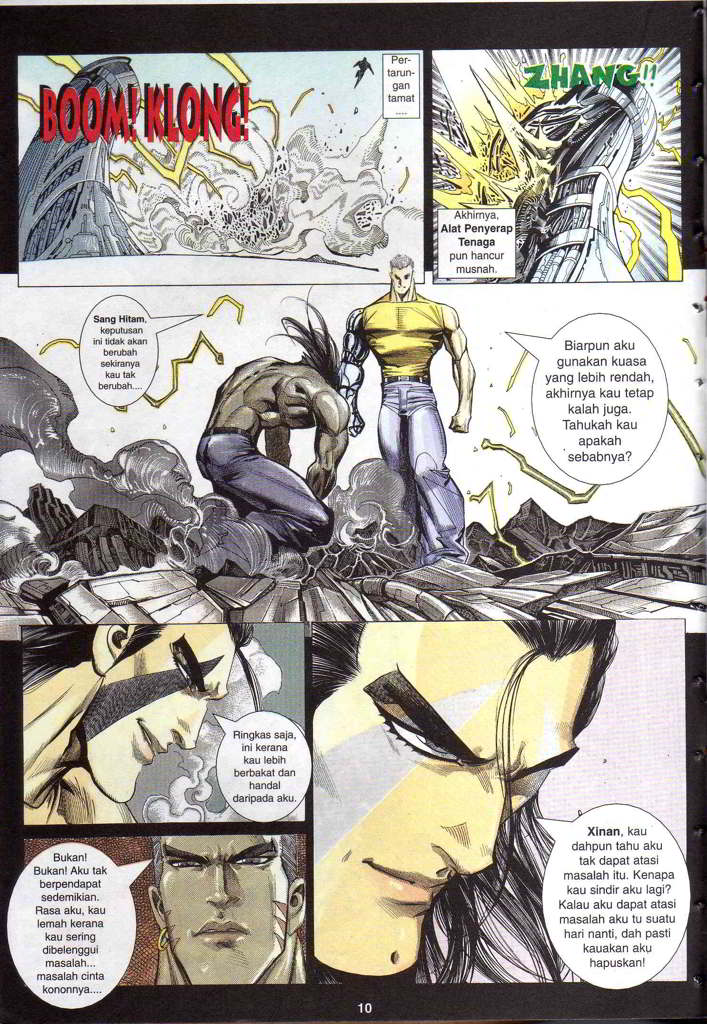 BOOM! KLONG!
Per-
tarun-
gan
tamat
....
ZHANG!!
Akhirnya,
Alat Penyerap
Tenaga
pun hancur
musnah.
Sang Hitam,
keputusan
ini tidak akan
berubah
sekiranya
kau tak
berubah....
Biarpun aku
gunakan kuasa
yang lebih rendah,
akhirnya kau tetap
kalah juga.
Tahukah kau
apakah
sebabnya?
Ringkas saja,
ini kerana
kau lebih
berbakat dan
handal
daripada aku.
Bukan!
Bukan! Aku tak
berpendapat
sedemikian.
Rasa aku, kau
lemah kerana
kau sering
dibelenggui
masalah...
masalah cinta
kononnya....
Xinan, kau
dahpun tahu aku
tak dapat atasi
masalah itu. Kenapa
kau sindir aku lagi?
Kalau aku dapat atasi
masalah aku tu suatu
hari nanti, dah pasti
kauakan aku
hapuskan!
10